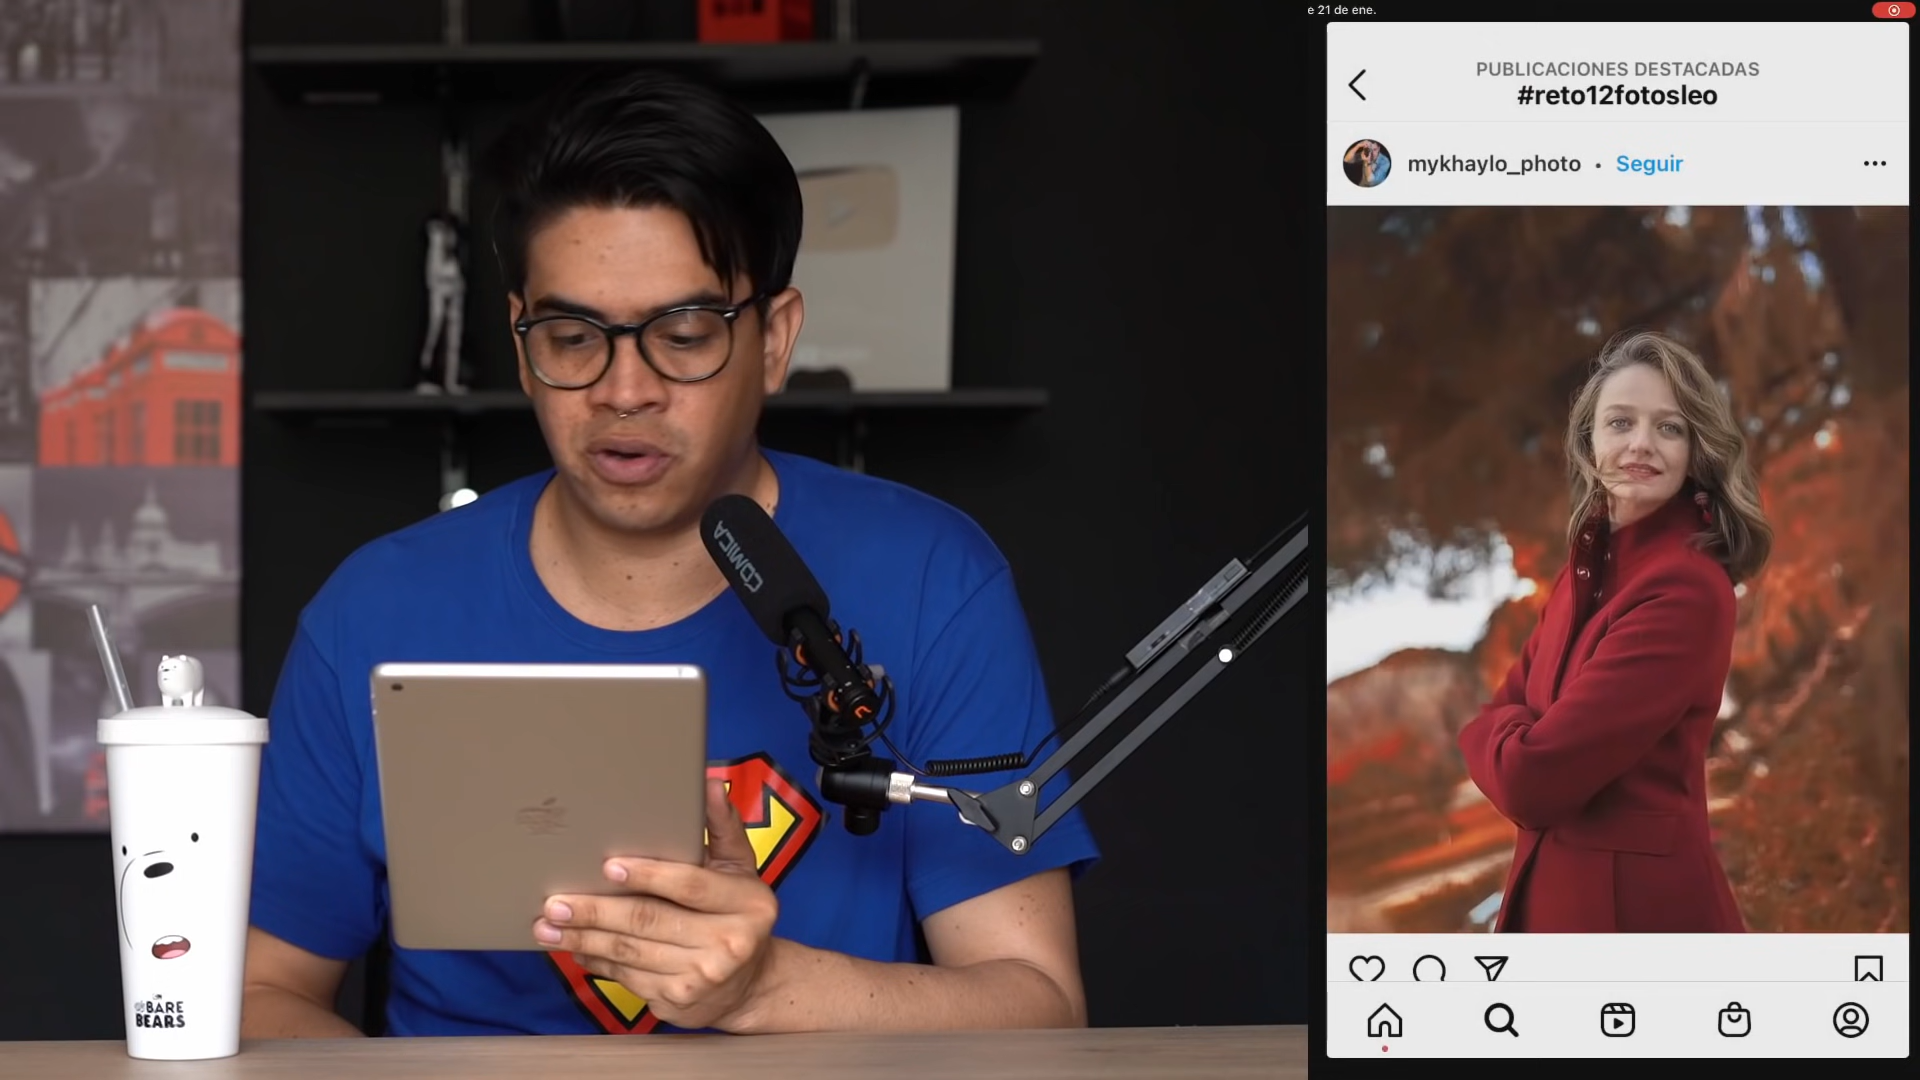 e 21 de ene.
PUBLICACIONES DESTACADAS
#reto12fotosleo
mykhaylo_photo • Seguir
COMICA
BARE
BEARS